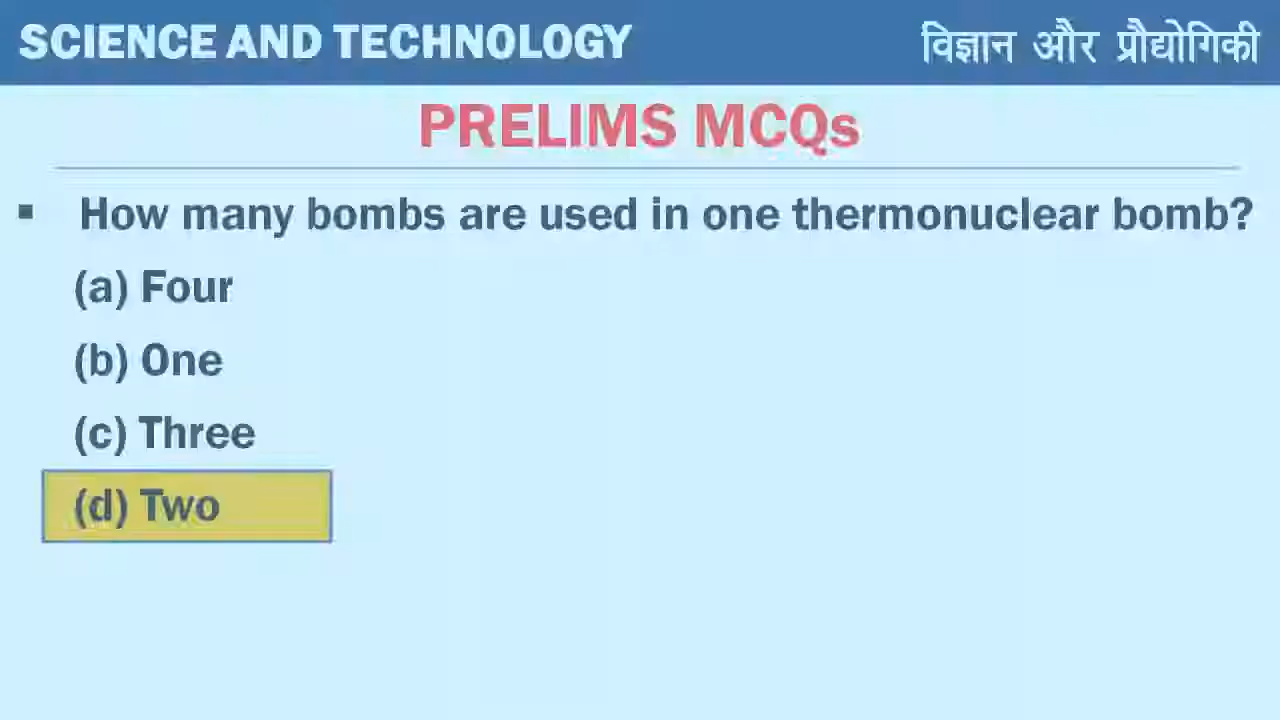 SCIENCE AND TECHNOLOGY
विज्ञान और प्रौद्योगिकी
PRELIMS MCQs
▪ How many bombs are used in one thermonuclear bomb?
(a) Four
(b) One
(c) Three
(d) Two